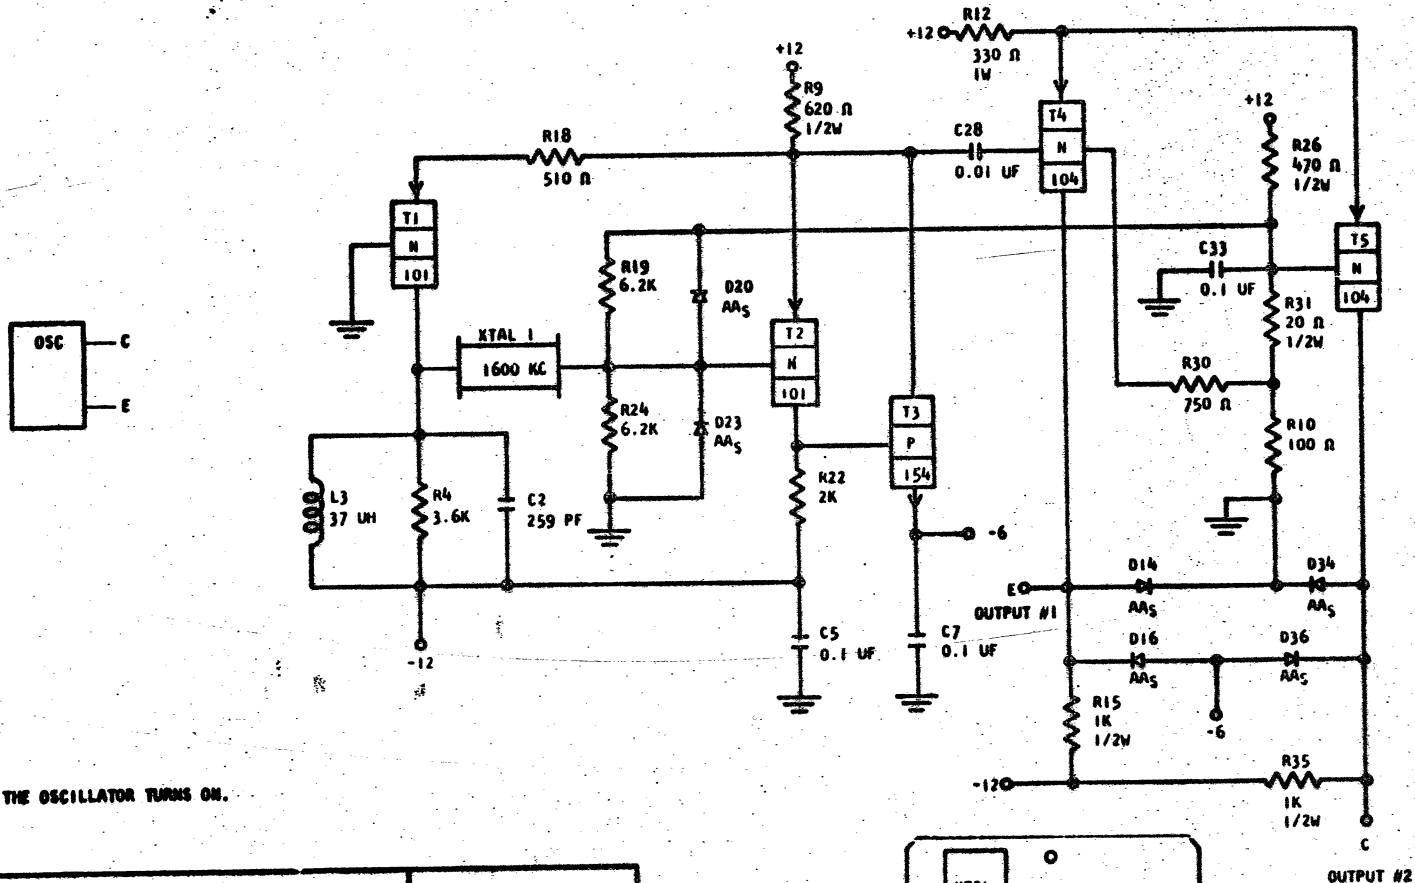 R12
+12
330 Ω
1W
+12
R9
620 Ω
1/2W
T4
N
104
+12
R26
470 Ω
1/2W
R18
510 Ω
C28
0.01 UF
T1
N
101
T5
N
104
C33
0.1 UF
R19
6.2K
D20
AAS
R31
20 Ω
1/2W
OSC
C
E
XTAL 1
1600 KC
T2
N
101
R30
750 Ω
R24
6.2K
D23
AAS
T3
P
154
R10
100 Ω
L3
37 UH
R4
3.6K
C2
259 PF
R22
2K
-6
E
OUTPUT #1
D14
AAS
D34
AAS
-12
C5
0.1 UF
C7
0.1 UF
D16
AAS
D36
AAS
-6
R15
1K
1/2W
-12
R35
1K
1/2W
C
OUTPUT #2
THE OSCILLATOR TURNS ON.